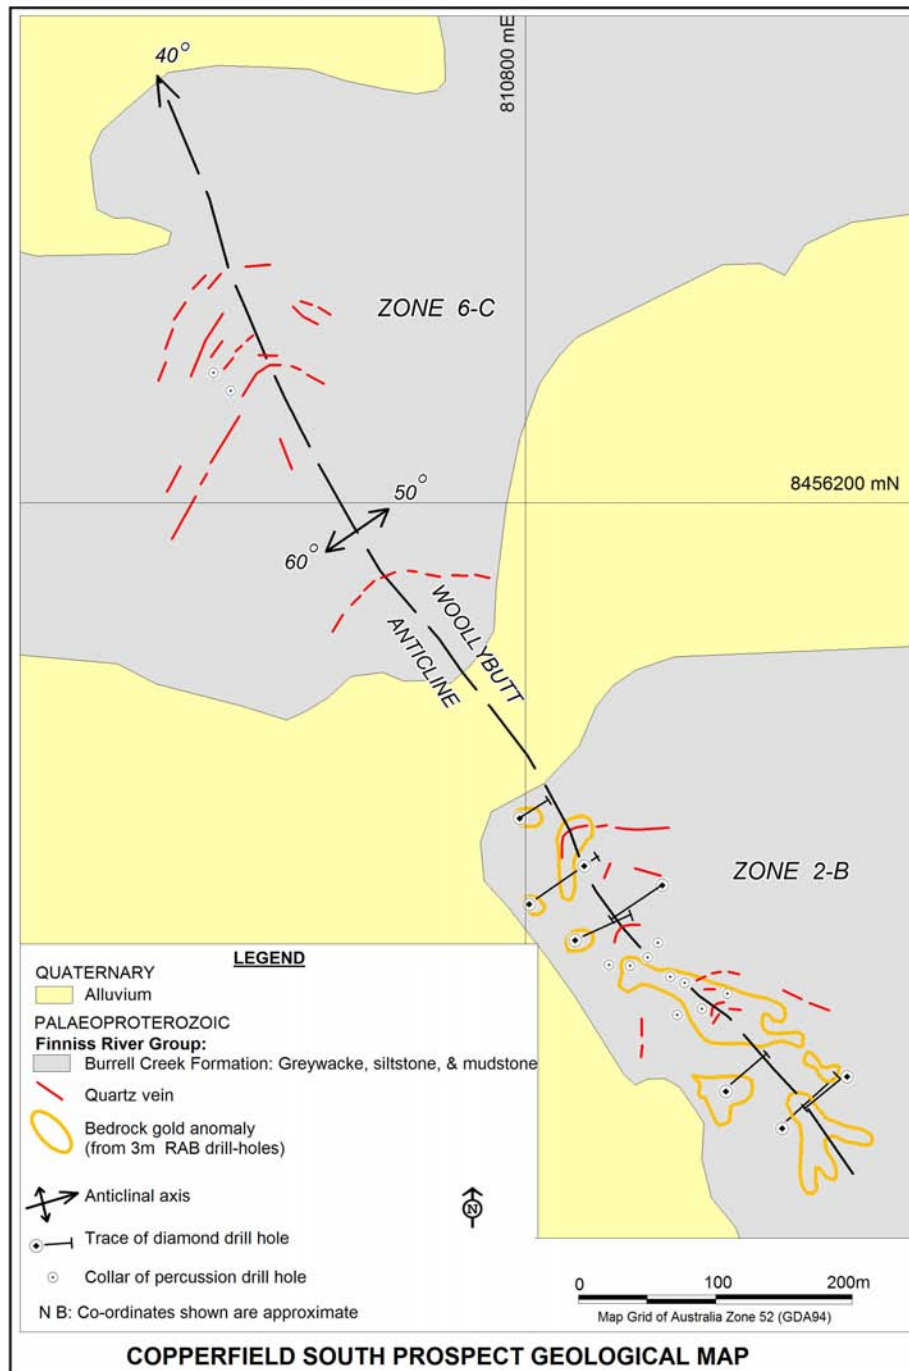 810800 mE
40°
ZONE 6-C
8456200 mN
50°
60°
WOOLLYBUTT
ANTICLINE
ZONE 2-B
LEGEND
QUATERNARY
Alluvium
PALAEOPROTEROZOIC
Finniss River Group:
Burrell Creek Formation: Greywacke, siltstone, & mudstone
Quartz vein
Bedrock gold anomaly
(from 3m RAB drill-holes)
Anticlinal axis
Trace of diamond drill hole
Collar of percussion drill hole
N B: Co-ordinates shown are approximate
N
0 100 200m
Map Grid of Australia Zone 52 (GDA94)
COPPERFIELD SOUTH PROSPECT GEOLOGICAL MAP